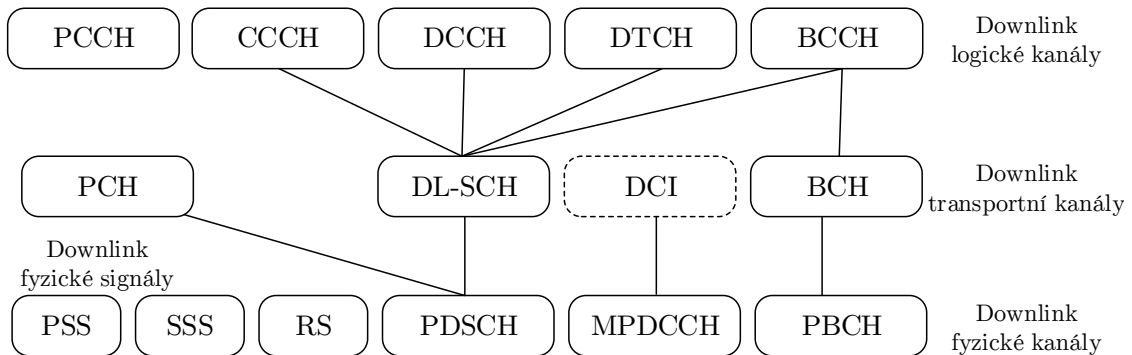 PCCH
CCCH
DCCH
DTCH
BCCH
Downlink
logické kanály
PCH
DL-SCH
DCI
BCH
Downlink
transportní kanály
Downlink
fyzické signály
PSS
SSS
RS
PDSCH
MPDCCH
PBCH
Downlink
fyzické kanály